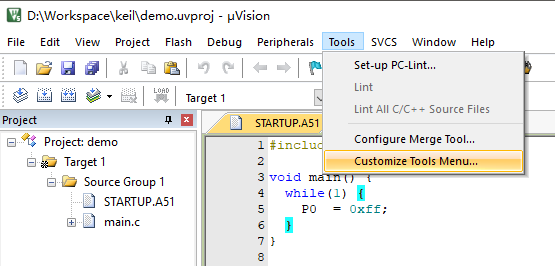 D:\Workspace\keil\demo.uvproj - µVision
File Edit View Project Flash Debug Peripherals Tools SVCS Window Help
Set-up PC-Lint...
Lint
Lint All C/C++ Source Files
Configure Merge Tool...
Customize Tools Menu...
LOAD
Target 1
Project
Project: demo
Target 1
Source Group 1
STARTUP.A51
main.c
STARTUP.A51
1 #includ
2
3 void main() {
4 while(1) {
5 P0 = 0xff;
6 }
7 }
8